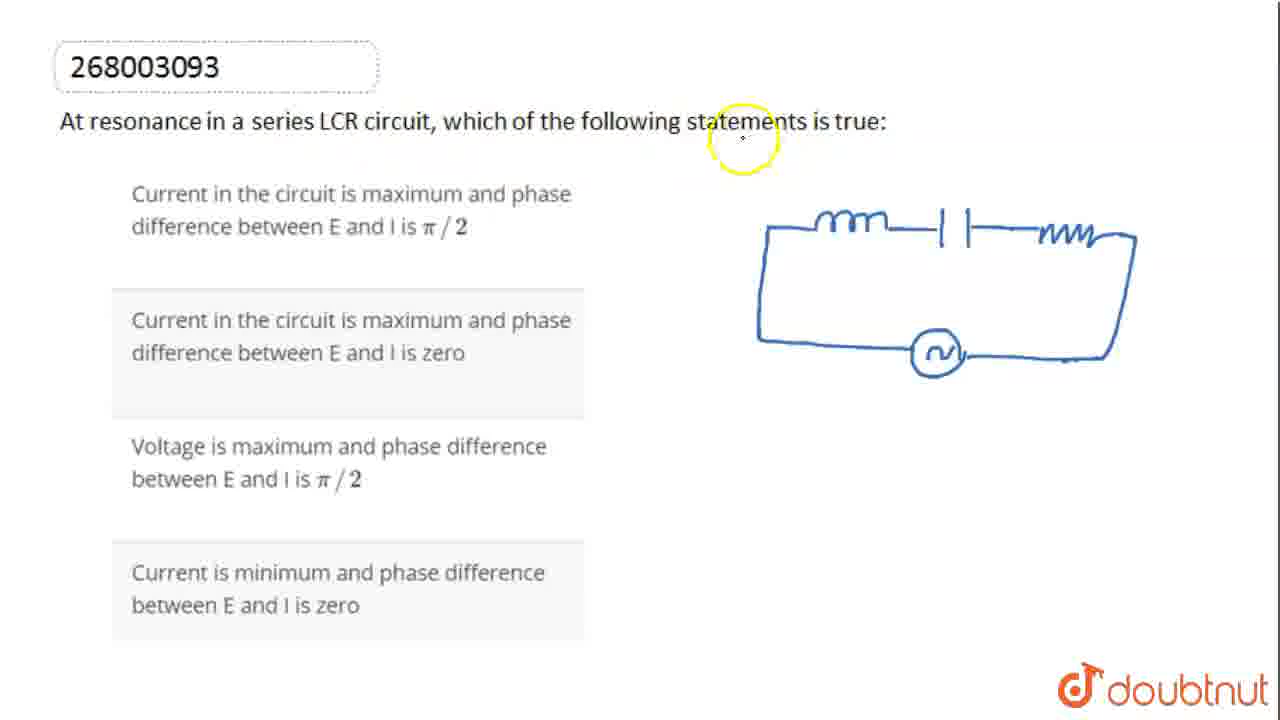 268003093
At resonance in a series LCR circuit, which of the following statements is true:
Current in the circuit is maximum and phase
difference between E and I is π / 2
Current in the circuit is maximum and phase
difference between E and I is zero
Voltage is maximum and phase difference
between E and I is π / 2
Current is minimum and phase difference
between E and I is zero
doubtnut